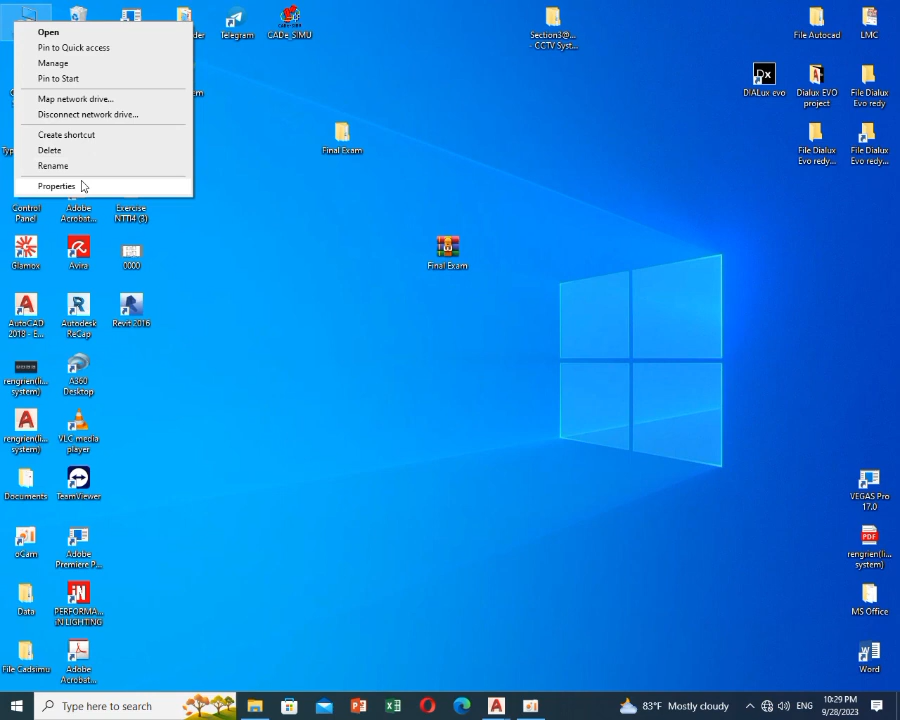 Open
Pin to Quick access
Manage
Pin to Start
Map network drive...
Disconnect network drive...
Create shortcut
Delete
Rename
Properties
Telegram
CADe_SIMU
Section3@...
- CCTV Syst...
File Autocad
LMC
DIALux evo
Dialux EVO
project
File Dialux
Evo redy
Final Exam
File Dialux
Evo redy...
File Dialux
Evo redy...
Control
Panel
Adobe
Acrobat...
Exercise
NTTI4 (3)
Glamox
Avira
0000
Final Exam
AutoCAD
2018 - E...
Autodesk
ReCap
Revit 2016
rengrien(li...
system)
A360
Desktop
rengrien(li...
system)
VLC media
player
Documents
TeamViewer
VEGAS Pro
17.0
oCam
Adobe
Premiere P...
rengrien(li...
system)
Data
PERFORMA...
IN LIGHTING
MS Office
File Cadsimu
Adobe
Acrobat...
Word
Type here to search
83°F Mostly cloudy
ENG
10:29 PM
9/28/2023